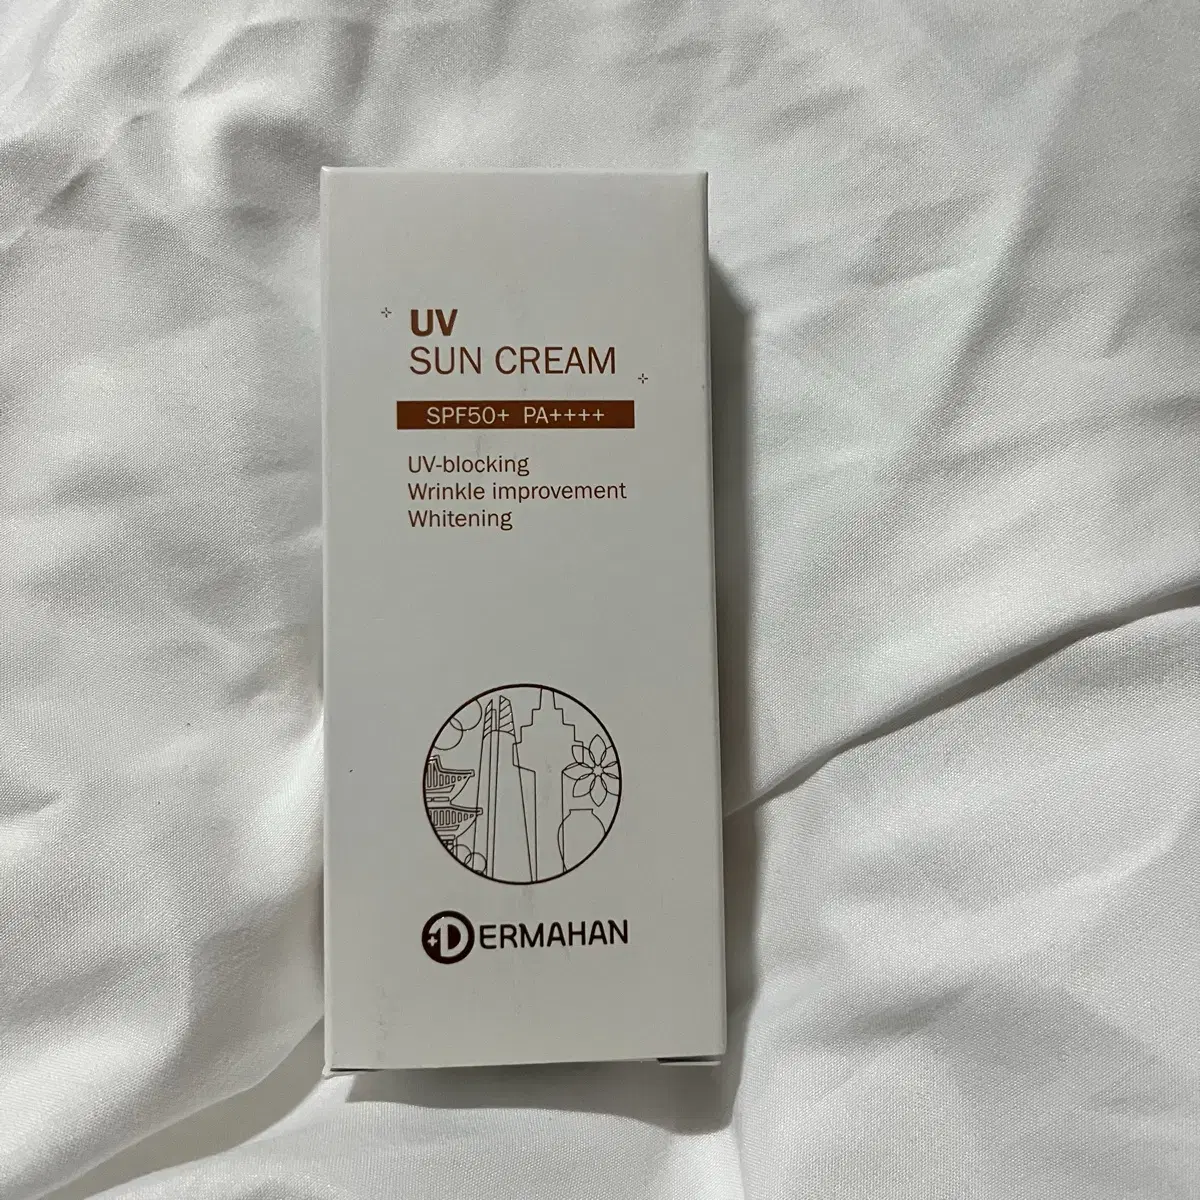 UV
SUN CREAM
SPF50+ PA++++
UV-blocking
Wrinkle improvement
Whitening
DERMAHAN